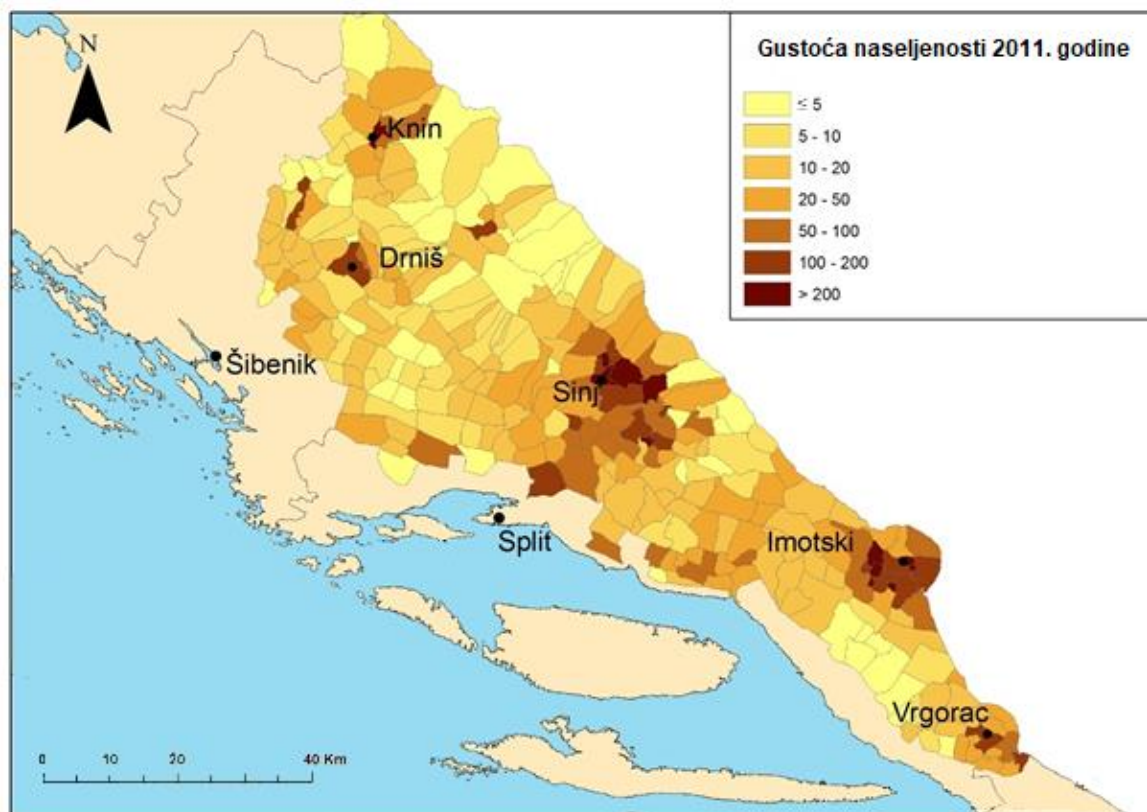 N
Gustoća naseljenosti 2011. godine
≤ 5
5 - 10
10 - 20
20 - 50
50 - 100
100 - 200
> 200
Knin
Drniš
Šibenik
Sinj
Split
Imotski
Vrgorac
0 10 20 40 Km